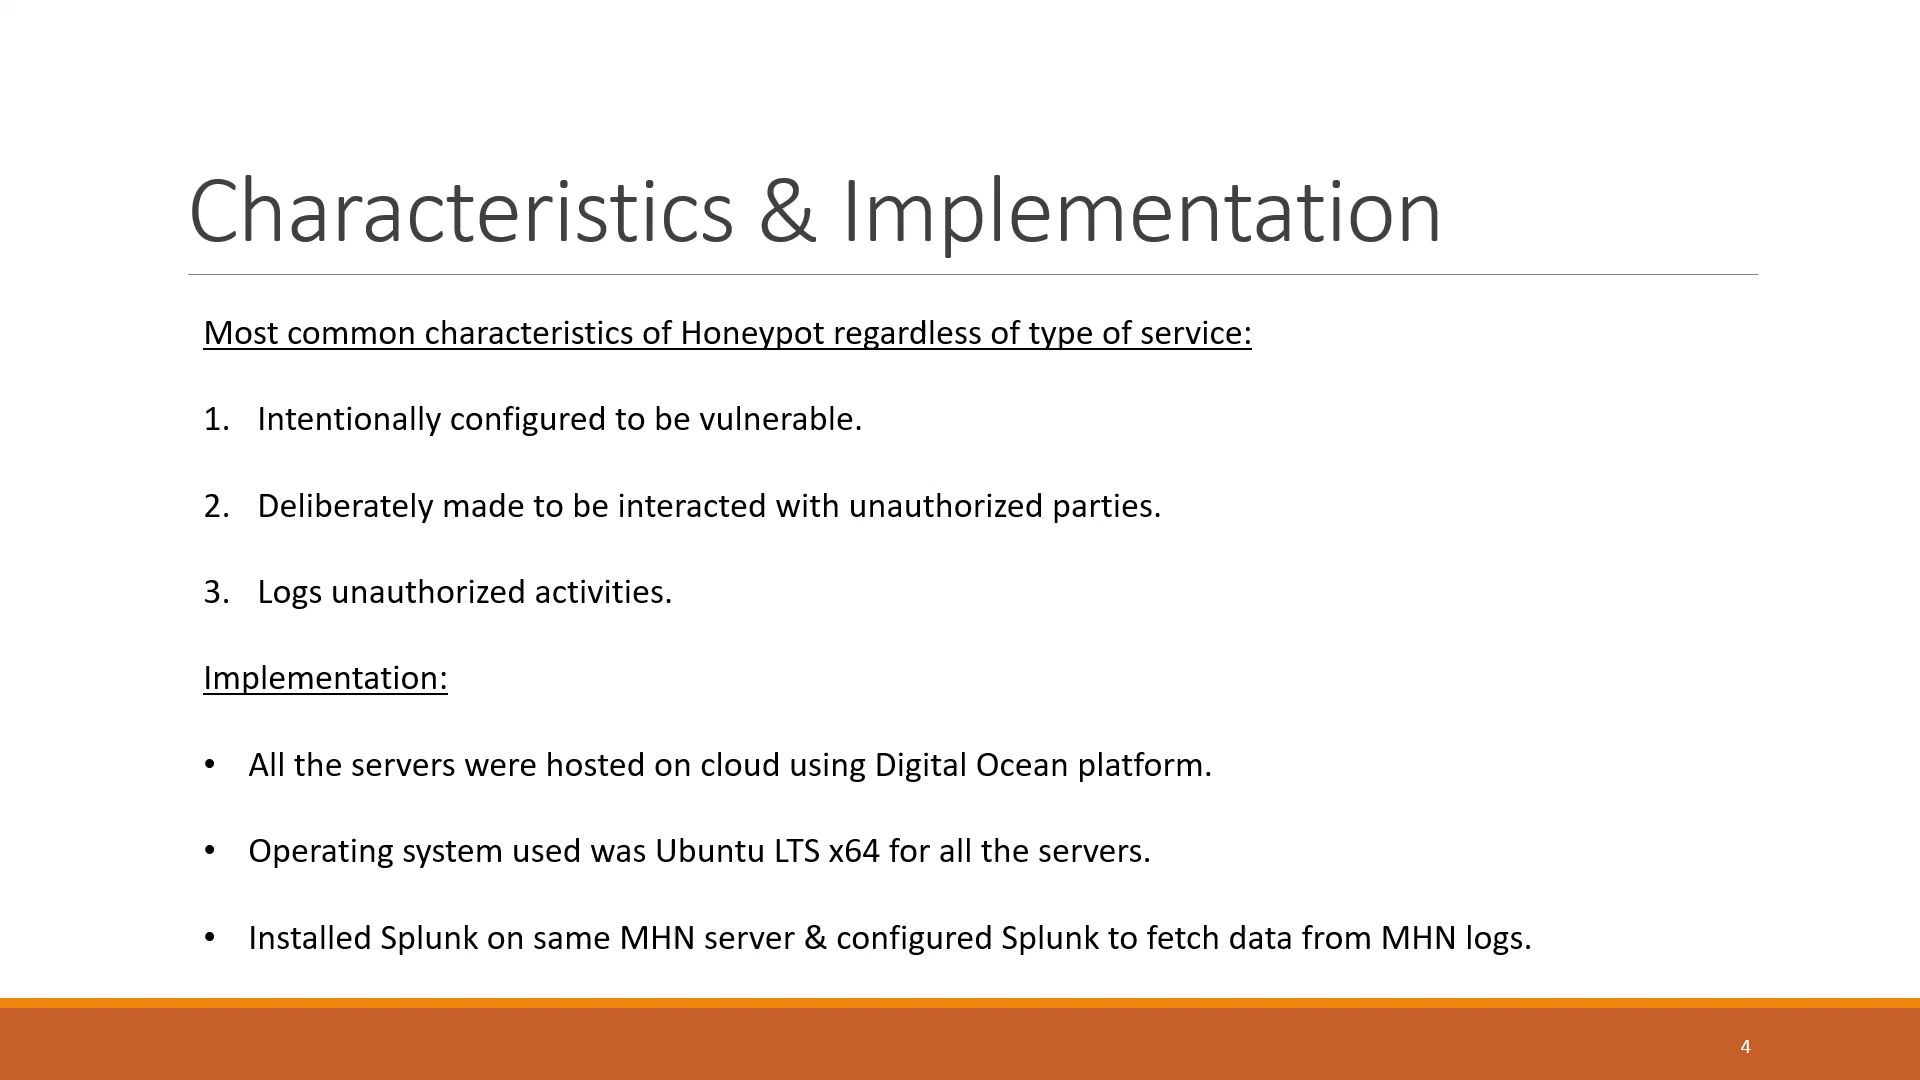 Characteristics & Implementation
Most common characteristics of Honeypot regardless of type of service:
1. Intentionally configured to be vulnerable.
2. Deliberately made to be interacted with unauthorized parties.
3. Logs unauthorized activities.
Implementation:
• All the servers were hosted on cloud using Digital Ocean platform.
• Operating system used was Ubuntu LTS x64 for all the servers.
• Installed Splunk on same MHN server & configured Splunk to fetch data from MHN logs.
4